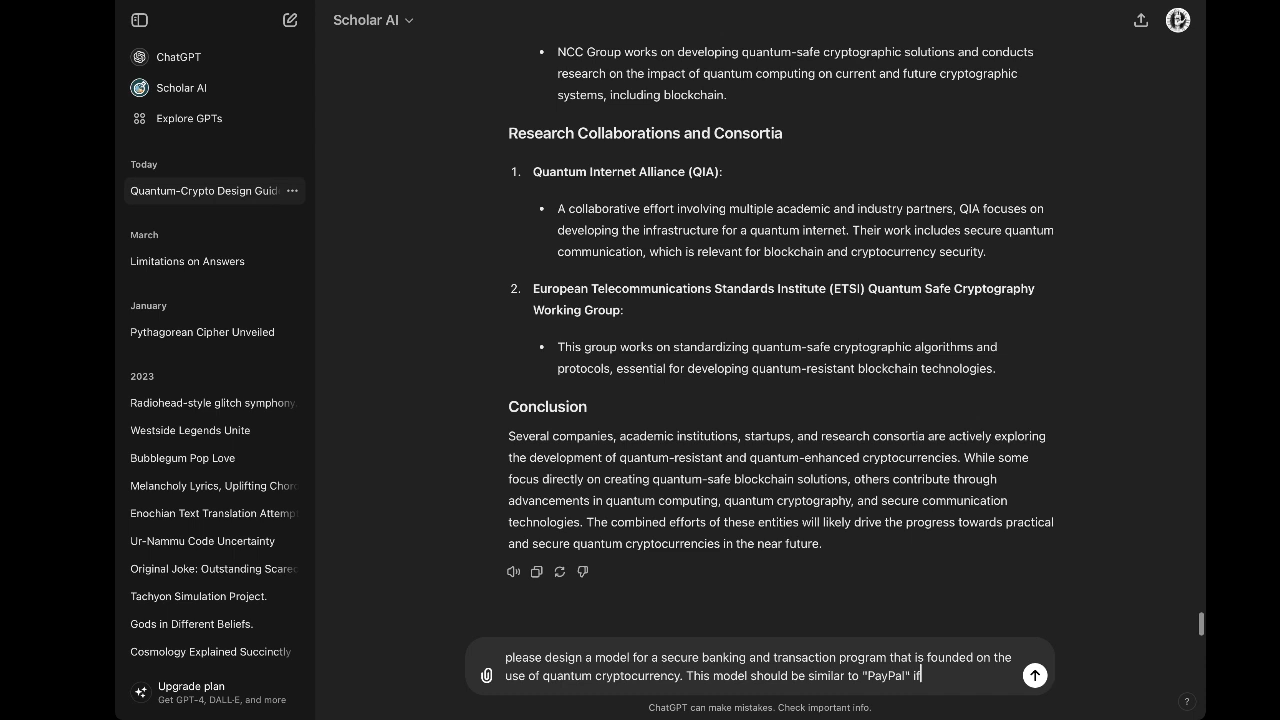 Scholar AI
ChatGPT
Scholar AI
Explore GPTs
Today
Quantum-Crypto Design Guid
March
Limitations on Answers
January
Pythagorean Cipher Unveiled
2023
Radiohead-style glitch symphony.
Westside Legends Unite
Bubblegum Pop Love
Melancholy Lyrics, Uplifting Chor
Enochian Text Translation Attempt
Ur-Nammu Code Uncertainty
Original Joke: Outstanding Scare
Tachyon Simulation Project.
Gods in Different Beliefs.
Cosmology Explained Succinctly
Upgrade plan
Get GPT-4, DALL·E, and more
• NCC Group works on developing quantum-safe cryptographic solutions and conducts
research on the impact of quantum computing on current and future cryptographic
systems, including blockchain.
Research Collaborations and Consortia
1. Quantum Internet Alliance (QIA):
• A collaborative effort involving multiple academic and industry partners, QIA focuses on
developing the infrastructure for a quantum internet. Their work includes secure quantum
communication, which is relevant for blockchain and cryptocurrency security.
2. European Telecommunications Standards Institute (ETSI) Quantum Safe Cryptography
Working Group:
• This group works on standardizing quantum-safe cryptographic algorithms and
protocols, essential for developing quantum-resistant blockchain technologies.
Conclusion
Several companies, academic institutions, startups, and research consortia are actively exploring
the development of quantum-resistant and quantum-enhanced cryptocurrencies. While some
focus directly on creating quantum-safe blockchain solutions, others contribute through
advancements in quantum computing, quantum cryptography, and secure communication
technologies. The combined efforts of these entities will likely drive the progress towards practical
and secure quantum cryptocurrencies in the near future.
please design a model for a secure banking and transaction program that is founded on the
use of quantum cryptocurrency. This model should be similar to "PayPal" if
ChatGPT can make mistakes. Check important info.
?